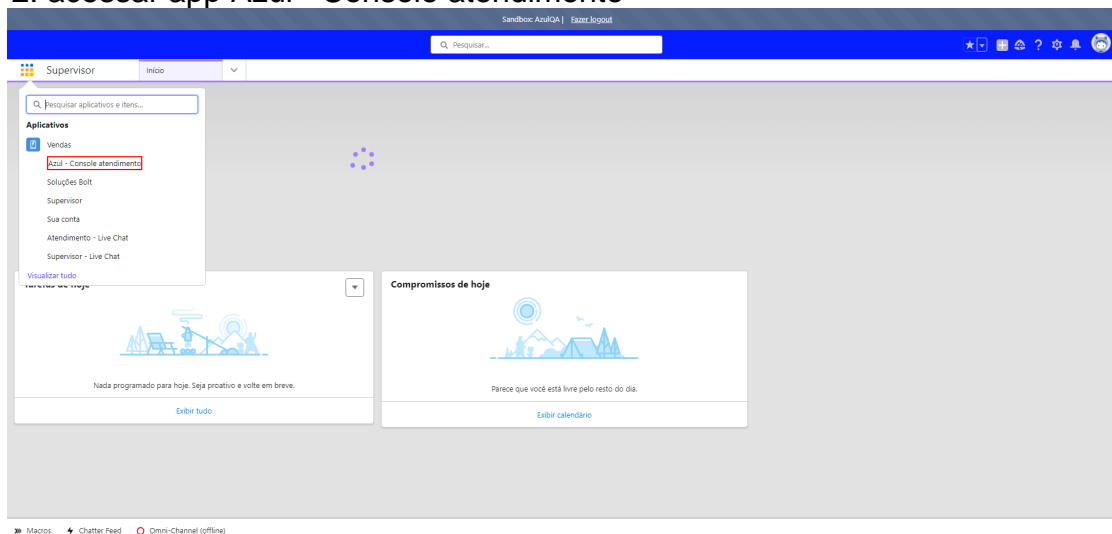 2. acessar app Azul - Console atendimento
Sandbox: AzulQA | Fazer logout
Pesquisar...
Supervisor
Início
Pesquisar aplicativos e itens...
Aplicativos
Vendas
Azul - Console atendimento
Soluções Bolt
Supervisor
Sua conta
Atendimento - Live Chat
Supervisor - Live Chat
Visualizar tudo
Tarefas de hoje
Nada programado para hoje. Seja proativo e volte em breve.
Exibir tudo
Compromissos de hoje
Parece que você está livre pelo resto do dia.
Exibir calendário
Macros
Chatter Feed
Omni-Channel (offline)